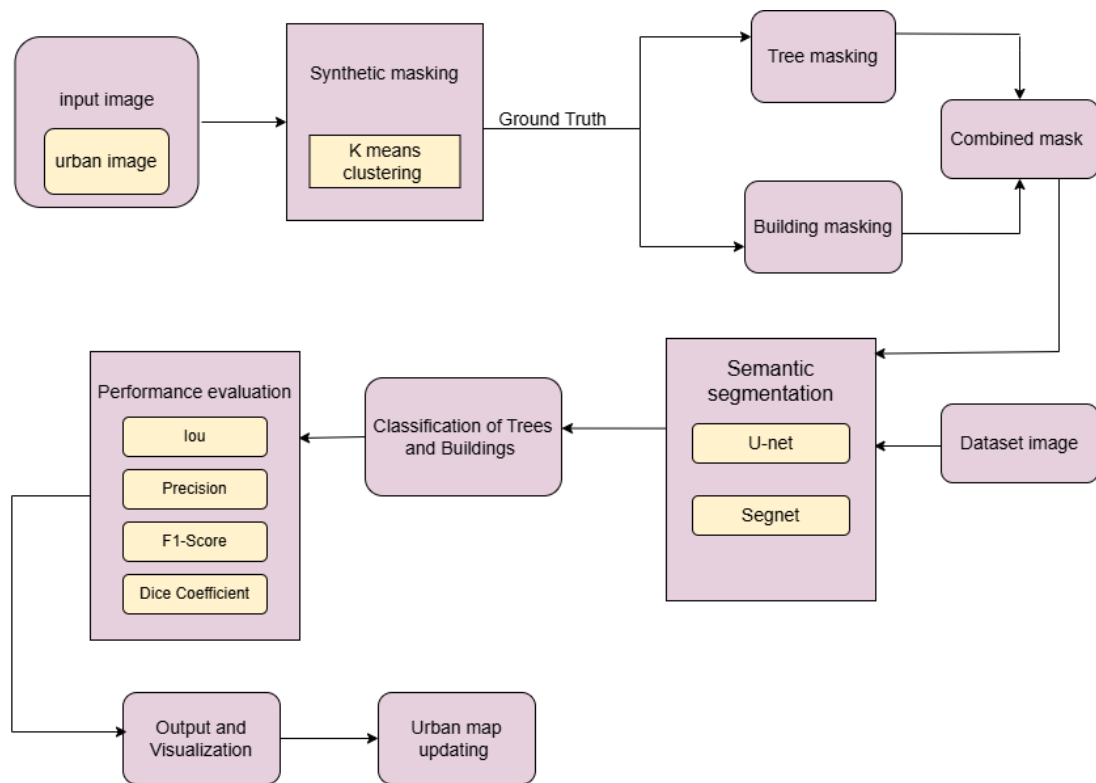 input image
urban image
Synthetic masking
K means
clustering
Ground Truth
Tree masking
Building masking
Combined mask
Semantic
segmentation
U-net
Segnet
Dataset image
Classification of Trees
and Buildings
Performance evaluation
Iou
Precision
F1-Score
Dice Coefficient
Output and
Visualization
Urban map
updating